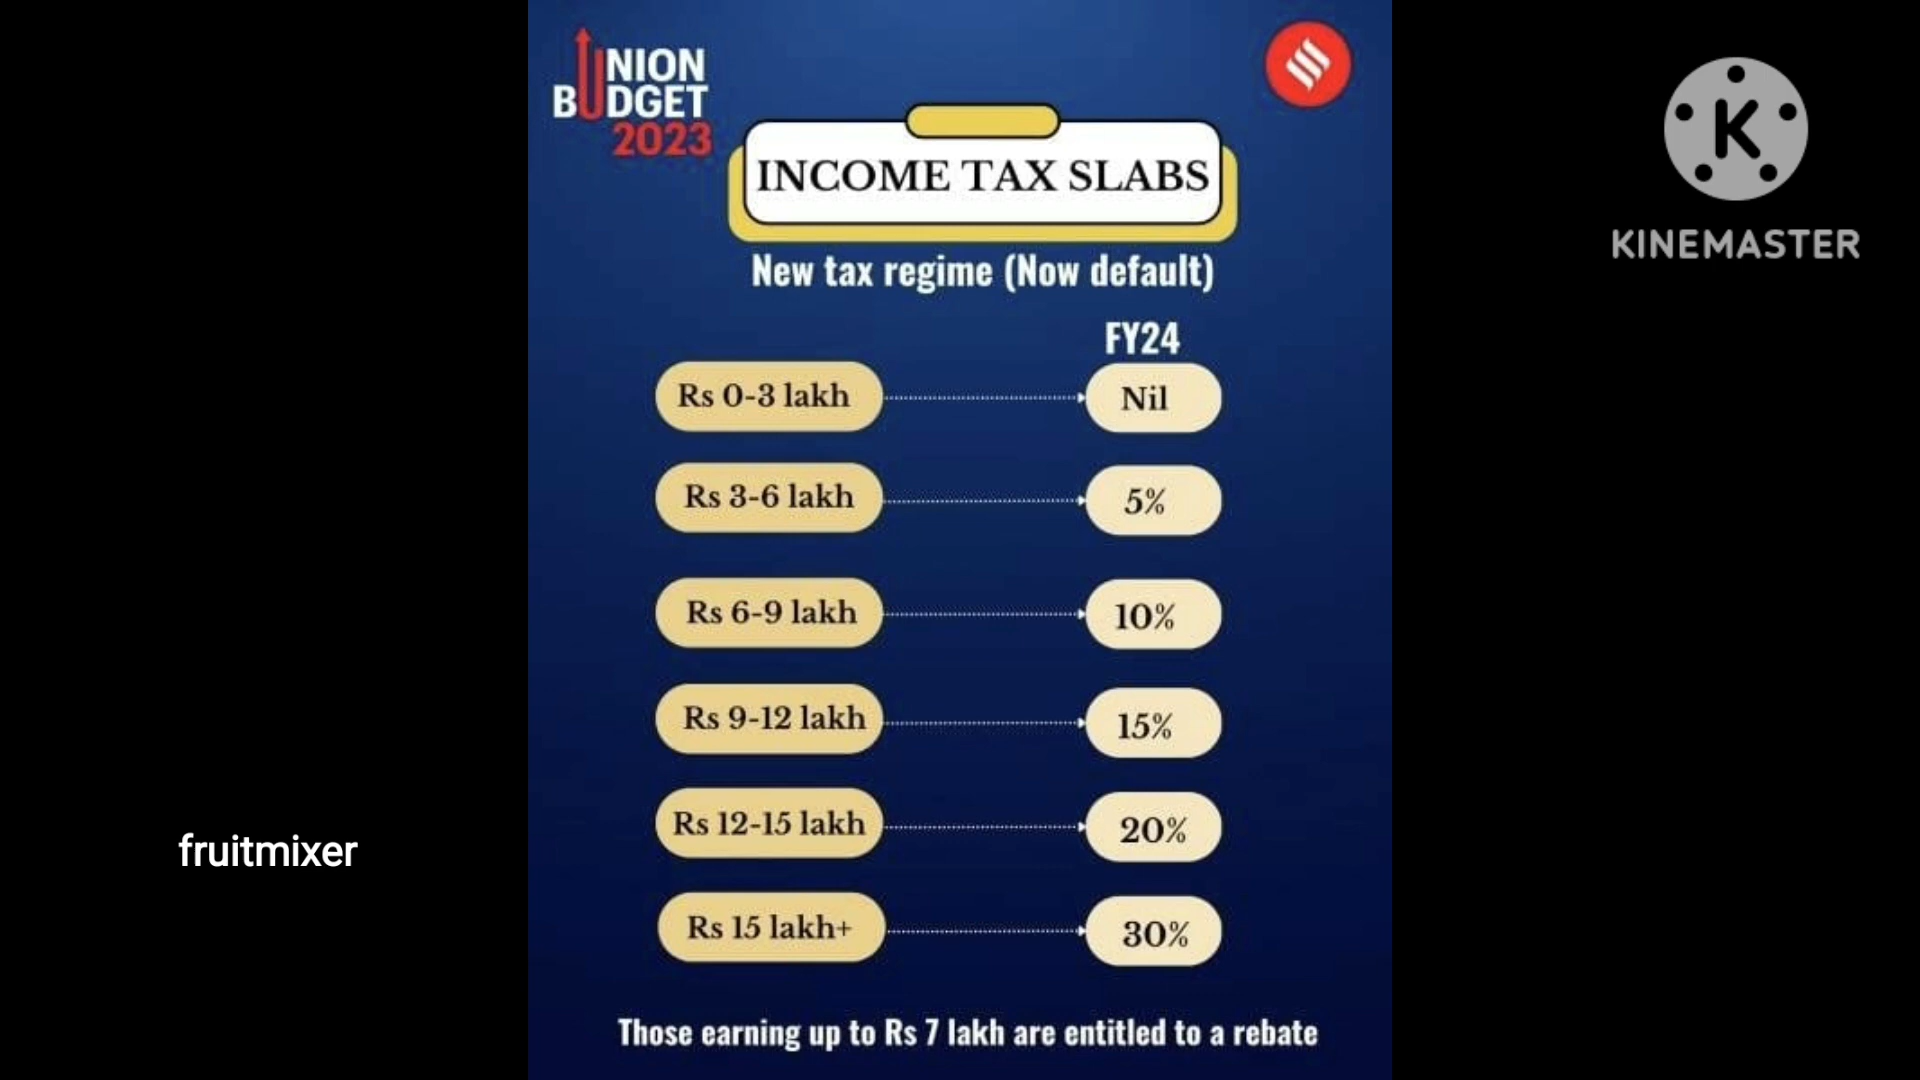 UNION
BUDGET
2023
INCOME TAX SLABS
New tax regime (Now default)
FY24
Rs 0-3 lakh
Nil
Rs 3-6 lakh
5%
Rs 6-9 lakh
10%
Rs 9-12 lakh
15%
Rs 12-15 lakh
20%
Rs 15 lakh+
30%
Those earning up to Rs 7 lakh are entitled to a rebate
K
KINEMASTER
fruitmixer